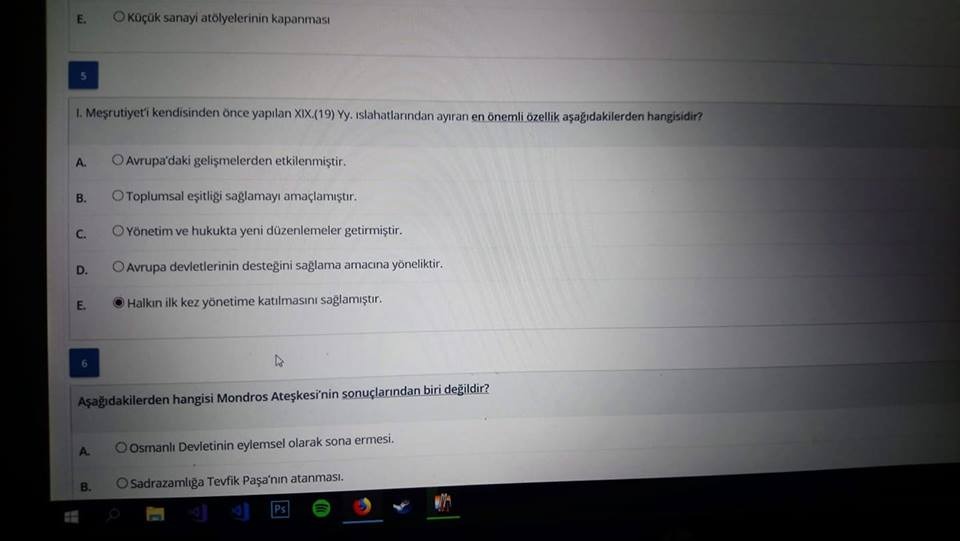 E. Küçük sanayi atölyelerinin kapanması
5
I. Meşrutiyet'i kendisinden önce yapılan XIX.(19) Yy. ıslahatlarından ayıran en önemli özellik aşağıdakilerden hangisidir?
A. Avrupa'daki gelişmelerden etkilenmiştir.
B. Toplumsal eşitliği sağlamayı amaçlamıştır.
C. Yönetim ve hukukta yeni düzenlemeler getirmiştir.
D. Avrupa devletlerinin desteğini sağlama amacına yöneliktir.
E. Halkın ilk kez yönetime katılmasını sağlamıştır.
6
Aşağıdakilerden hangisi Mondros Ateşkesi'nin sonuçlarından biri değildir?
A. Osmanlı Devletinin eylemsel olarak sona ermesi.
B. Sadrazamlığa Tevfik Paşa'nın atanması.
Ps